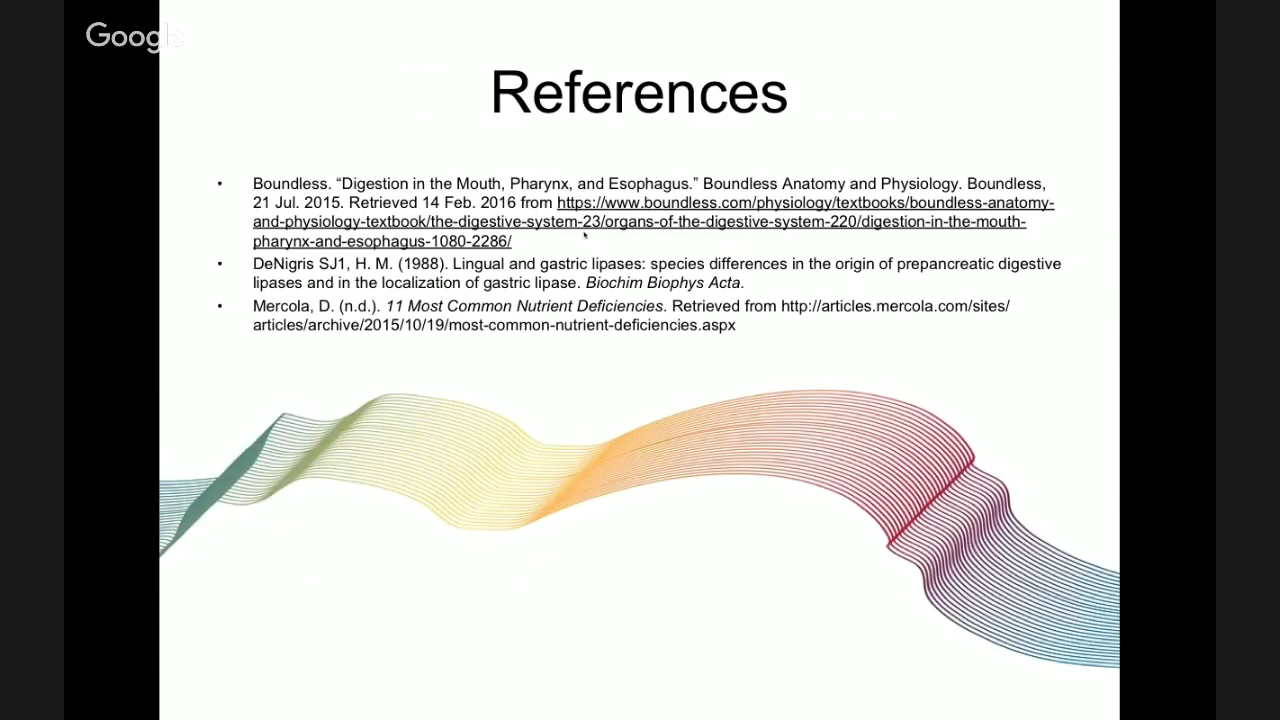 Google
References
• Boundless. “Digestion in the Mouth, Pharynx, and Esophagus.” Boundless Anatomy and Physiology. Boundless,
21 Jul. 2015. Retrieved 14 Feb. 2016 from https://www.boundless.com/physiology/textbooks/boundless-anatomy-
and-physiology-textbook/the-digestive-system-23/organs-of-the-digestive-system-220/digestion-in-the-mouth-
pharynx-and-esophagus-1080-2286/
• DeNigris SJ1, H. M. (1988). Lingual and gastric lipases: species differences in the origin of prepancreatic digestive
lipases and in the localization of gastric lipase. Biochim Biophys Acta.
• Mercola, D. (n.d.). 11 Most Common Nutrient Deficiencies. Retrieved from http://articles.mercola.com/sites/
articles/archive/2015/10/19/most-common-nutrient-deficiencies.aspx